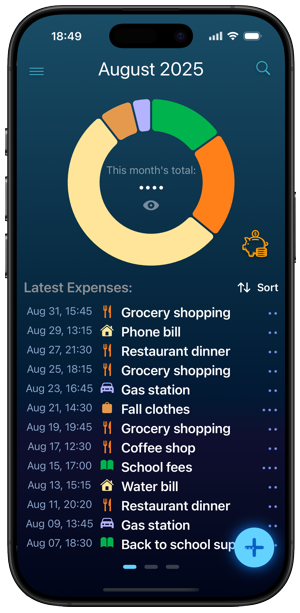 18:49
August 2025
This month's total:
••••
Latest Expenses:
Sort
Aug 31, 15:45 Grocery shopping ••
Aug 29, 13:15 Phone bill ••
Aug 27, 21:30 Restaurant dinner ••
Aug 25, 18:15 Grocery shopping ••
Aug 23, 16:45 Gas station ••
Aug 21, 14:30 Fall clothes •••
Aug 19, 19:45 Grocery shopping ••
Aug 17, 12:30 Coffee shop •••
Aug 15, 17:00 School fees •••
Aug 13, 15:15 Water bill ••
Aug 11, 20:20 Restaurant dinner ••
Aug 09, 13:45 Gas station ••
Aug 07, 18:30 Back to school sup